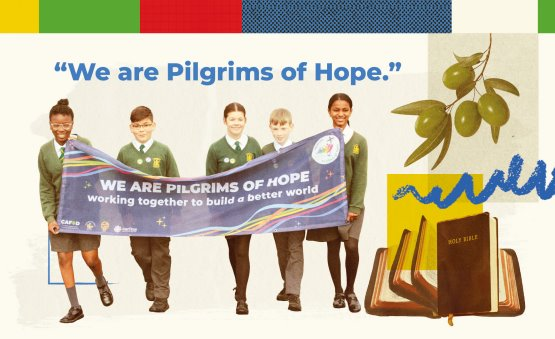 “We are Pilgrims of Hope.”
WE ARE PILGRIMS OF HOPE
working together to build a better world
CAFOD
HOLY BIBLE